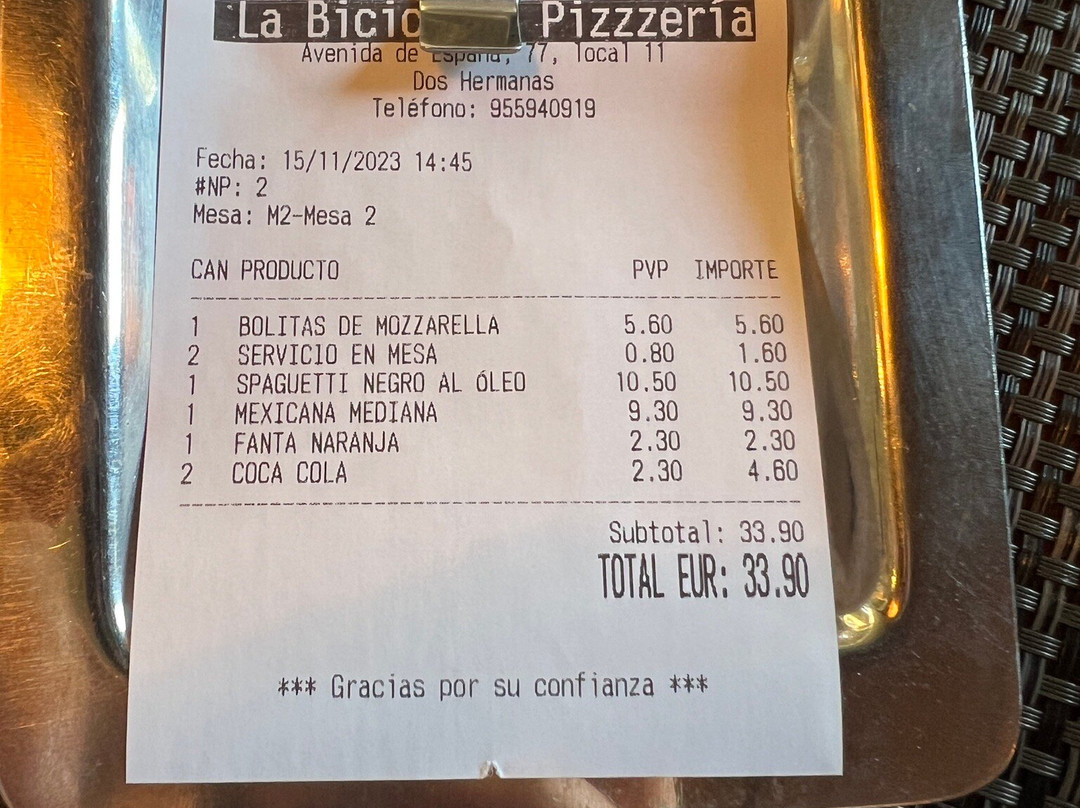 La Bicic Pizzzería
Avenida de España, 77, local 11
Dos Hermanas
Teléfono: 955940919
Fecha: 15/11/2023 14:45
#NP: 2
Mesa: M2-Mesa 2
CAN PRODUCTO PVP IMPORTE
1 BOLITAS DE MOZZARELLA 5.60 5.60
2 SERVICIO EN MESA 0.80 1.60
1 SPAGUETTI NEGRO AL ÓLEO 10.50 10.50
1 MEXICANA MEDIANA 9.30 9.30
1 FANTA NARANJA 2.30 2.30
2 COCA COLA 2.30 4.60
Subtotal: 33.90
TOTAL EUR: 33.90
*** Gracias por su confianza ***